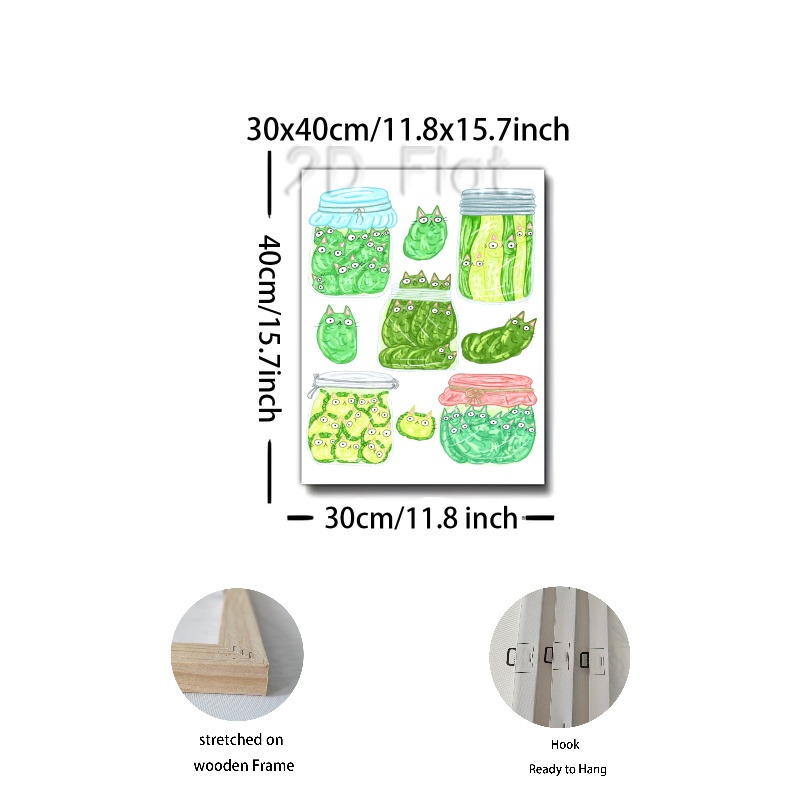 30x40cm/11.8x15.7inch
2D Flat
40cm/15.7inch
30cm/11.8 inch
stretched on
wooden Frame
Hook
Ready to Hang